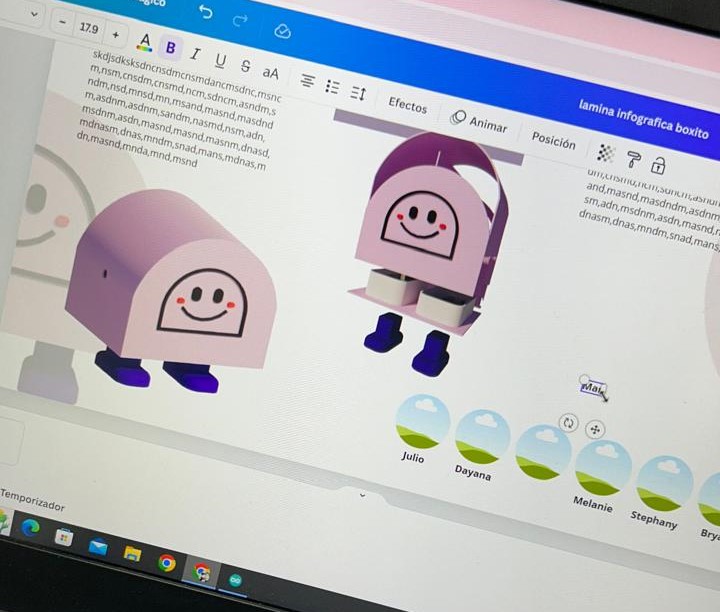 17.9
A B I U S aA
Efectos
Animar
Posición
lamina infografica boxito
skdjsdksksdncnsdmcnsmdancmsdnc,msnc
m,nsm,cnsdm,cnsmd,ncm,sdncm,asndm,s
ndm,nsd,mnsd,mn,msand,masnd,masdnd
m,asdnm,asdnm,sandm,nasmd,nsm,adn,
msdnm,asdn,masnd,masnd,masnm,dnasd,
mdnasm,dnas,mndm,snad,mans,mdnas,m
dn,masnd,mnda,mnd,msnd
and,masnd,masdndm,asdnm
sm,adn,msdnm,asdn,masnd,
dnasm,dnas,mndm,snad,mans,
Julio
Dayana
Melanie
Stephany
Temporizador